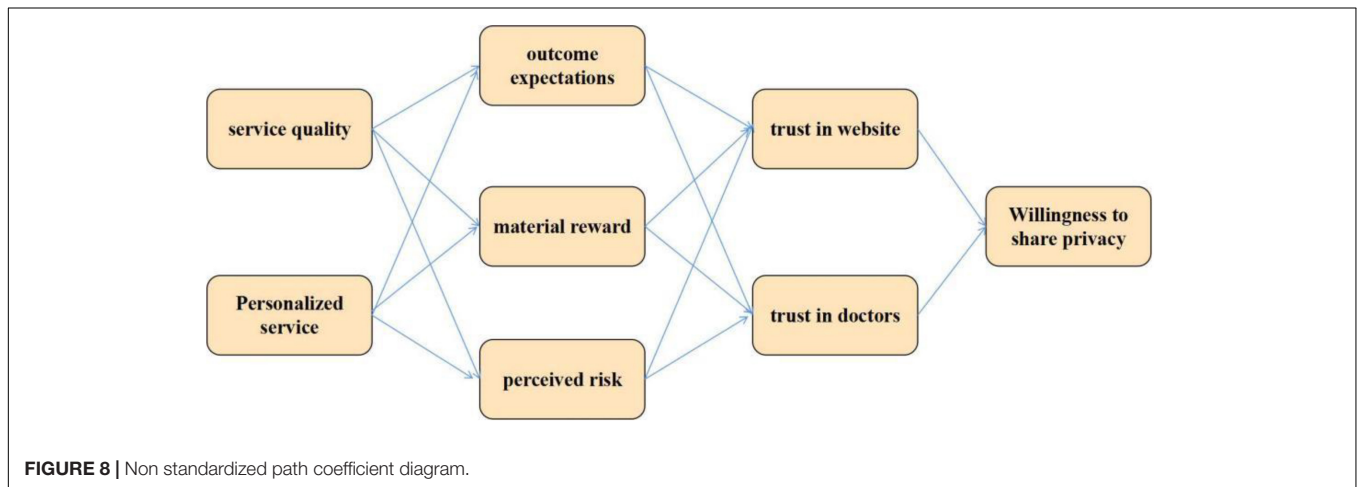 outcome
expectations
service quality
trust in website
material reward
Willingness to
share privacy
Personalized
service
trust in doctors
perceived risk
FIGURE 8 | Non standardized path coefficient diagram.